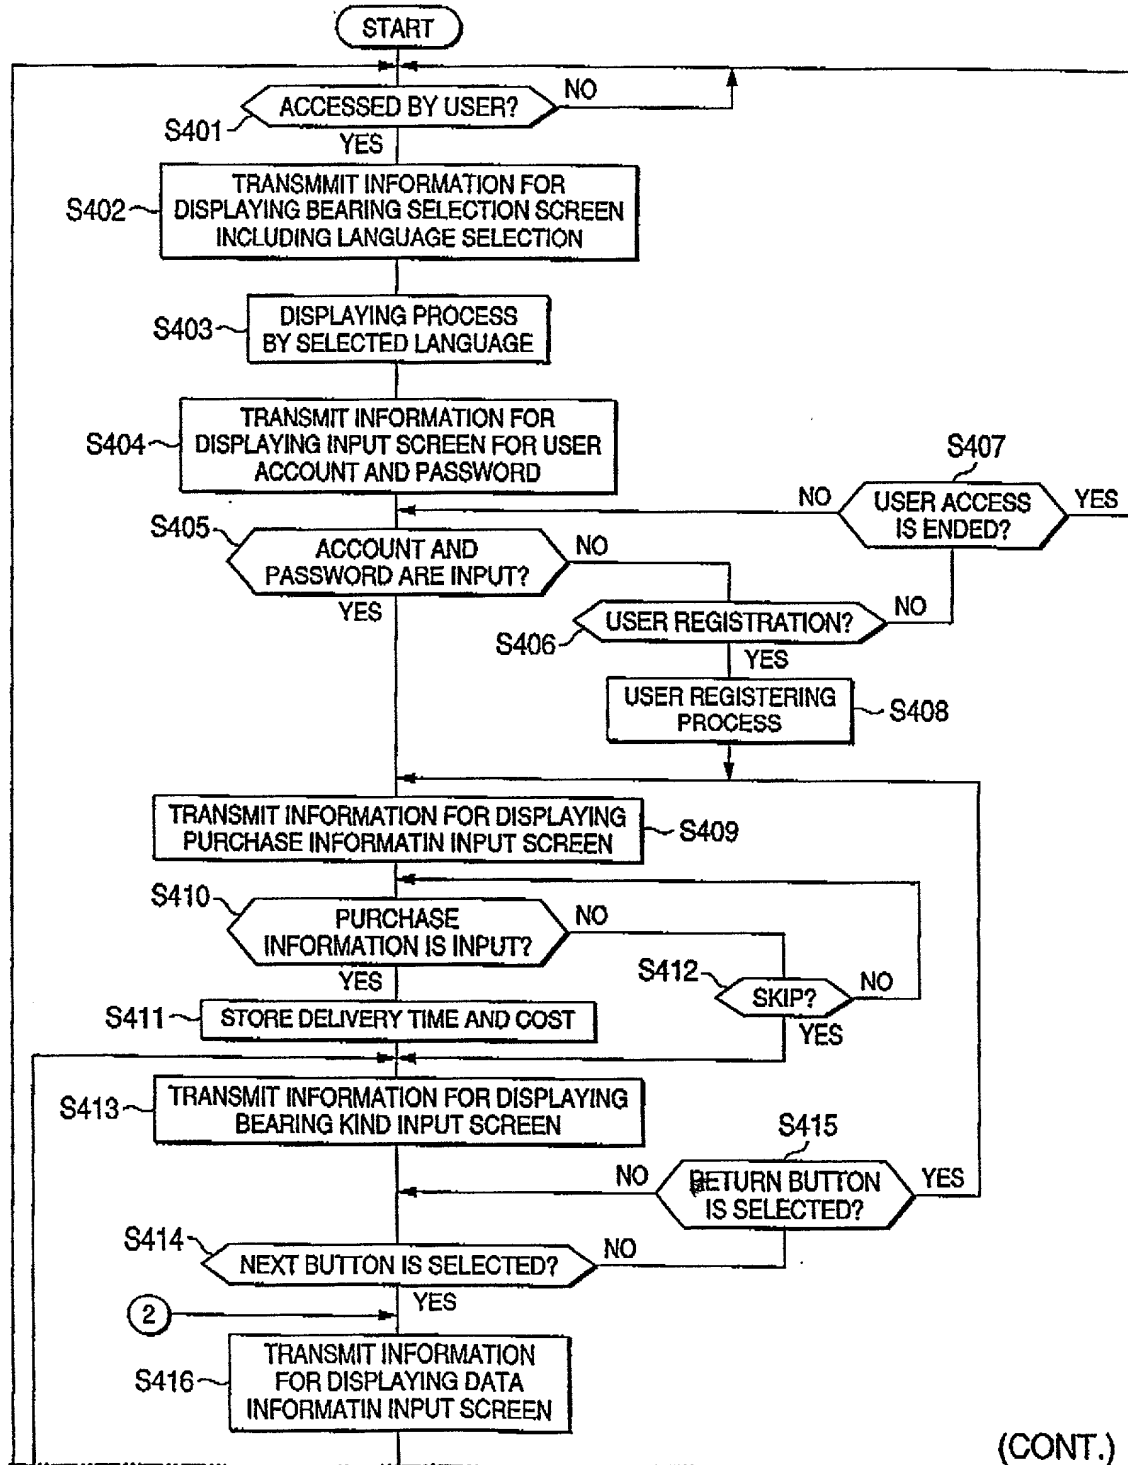 START
ACCESSED BY USER?
NO
S401
YES
TRANSMMIT INFORMATION FOR
DISPLAYING BEARING SELECTION SCREEN
INCLUDING LANGUAGE SELECTION
S402
DISPLAYING PROCESS
BY SELECTED LANGUAGE
S403
TRANSMIT INFORMATION FOR
DISPLAYING INPUT SCREEN FOR USER
ACCOUNT AND PASSWORD
S404
S407
NO
USER ACCESS
IS ENDED?
YES
S405
ACCOUNT AND
PASSWORD ARE INPUT?
NO
YES
USER REGISTRATION?
NO
S406
YES
USER REGISTERING
PROCESS
S408
TRANSMIT INFORMATION FOR DISPLAYING
PURCHASE INFORMATIN INPUT SCREEN
S409
S410
PURCHASE
INFORMATION IS INPUT?
NO
YES
S412
SKIP?
NO
YES
S411
STORE DELIVERY TIME AND COST
S413
TRANSMIT INFORMATION FOR DISPLAYING
BEARING KIND INPUT SCREEN
S415
NO
RETURN BUTTON
IS SELECTED?
YES
S414
NEXT BUTTON IS SELECTED?
NO
YES
2
S416
TRANSMIT INFORMATION
FOR DISPLAYING DATA
INFORMATIN INPUT SCREEN
(CONT.)